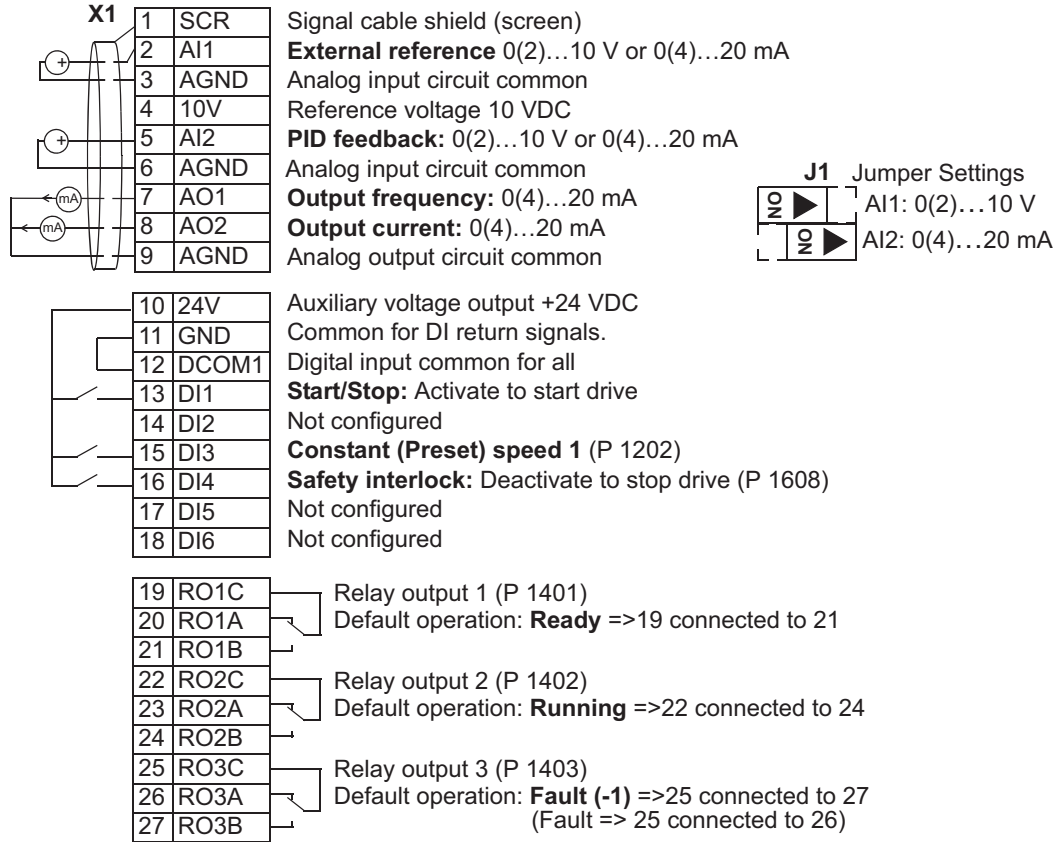 X1
1 SCR Signal cable shield (screen)
2 AI1 External reference 0(2)…10 V or 0(4)…20 mA
3 AGND Analog input circuit common
4 10V Reference voltage 10 VDC
5 AI2 PID feedback: 0(2)…10 V or 0(4)…20 mA
6 AGND Analog input circuit common
7 AO1 Output frequency: 0(4)…20 mA
8 AO2 Output current: 0(4)…20 mA
9 AGND Analog output circuit common
+
+
mA
mA
J1 Jumper Settings
ON AI1: 0(2)…10 V
ON AI2: 0(4)…20 mA
10 24V Auxiliary voltage output +24 VDC
11 GND Common for DI return signals.
12 DCOM1 Digital input common for all
13 DI1 Start/Stop: Activate to start drive
14 DI2 Not configured
15 DI3 Constant (Preset) speed 1 (P 1202)
16 DI4 Safety interlock: Deactivate to stop drive (P 1608)
17 DI5 Not configured
18 DI6 Not configured
19 RO1C Relay output 1 (P 1401)
20 RO1A Default operation: Ready =>19 connected to 21
21 RO1B
22 RO2C Relay output 2 (P 1402)
23 RO2A Default operation: Running =>22 connected to 24
24 RO2B
25 RO3C Relay output 3 (P 1403)
26 RO3A Default operation: Fault (-1) =>25 connected to 27
27 RO3B (Fault => 25 connected to 26)